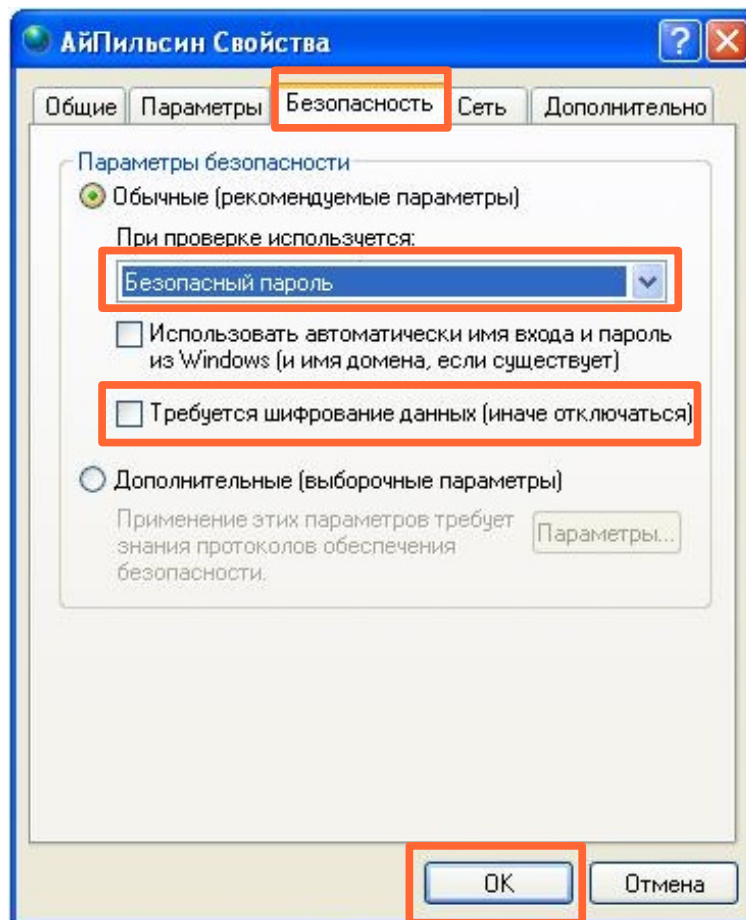 АйПильсин Свойства
Общие Параметры Безопасность Сеть Дополнительно
Параметры безопасности
Обычные (рекомендуемые параметры)
При проверке используется:
Безопасный пароль
Использовать автоматически имя входа и пароль
из Windows (и имя домена, если существует)
Требуется шифрование данных (иначе отключаться)
Дополнительные (выборочные параметры)
Применение этих параметров требует
знания протоколов обеспечения
безопасности.
Параметры...
ОК Отмена